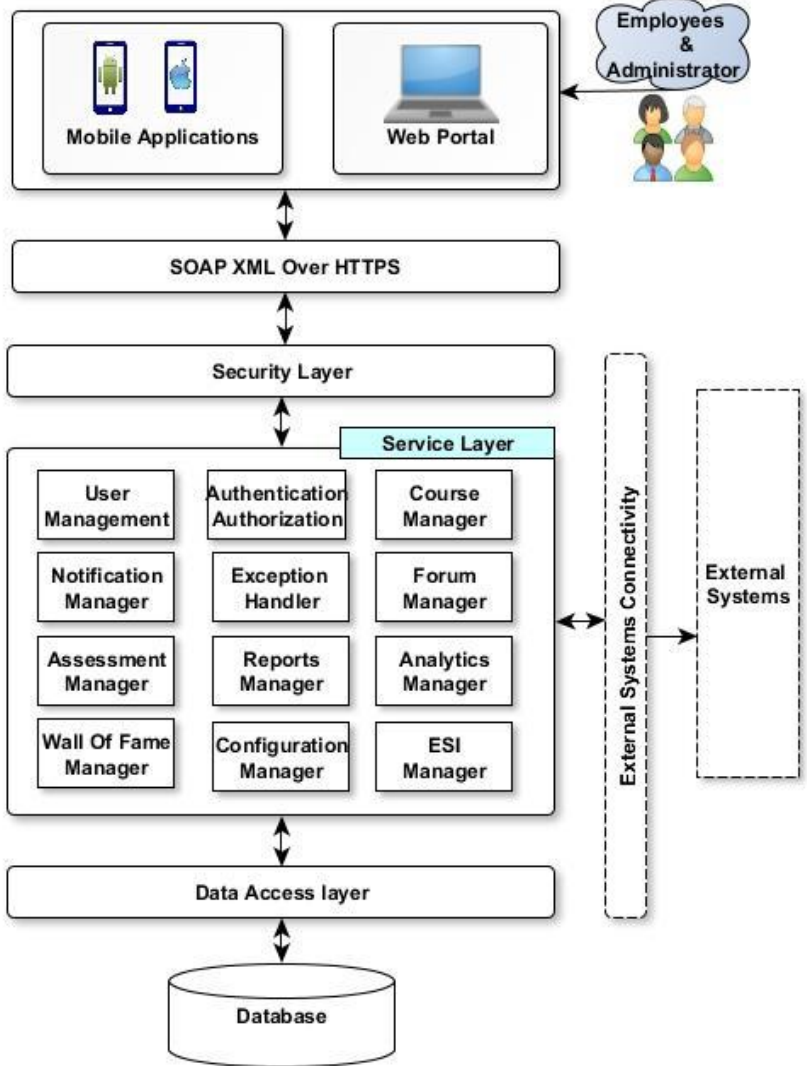 Employees
&
Administrator
Mobile Applications
Web Portal
SOAP XML Over HTTPS
Security Layer
Service Layer
User
Management
Authentication
Authorization
Course
Manager
Notification
Manager
Exception
Handler
Forum
Manager
Assessment
Manager
Reports
Manager
Analytics
Manager
Wall Of Fame
Manager
Configuration
Manager
ESI
Manager
External Systems Connectivity
External
Systems
Data Access layer
Database